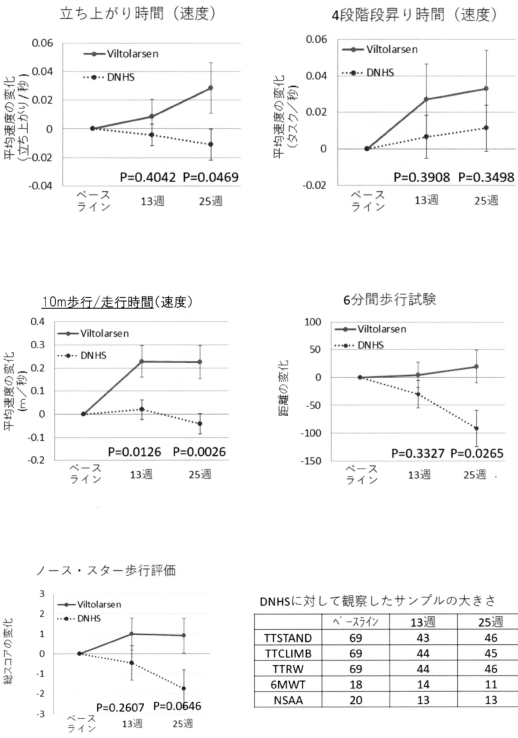 立ち上がり時間（速度）
0.06
0.04
0.02
0
-0.02
-0.04
平均速度の変化
(立ち上がり/秒)
Viltolarsen
DNHS
P=0.4042 P=0.0469
ベース
ライン
13週
25週
4段階段昇り時間（速度）
0.06
0.04
0.02
0
-0.02
平均速度の変化
(タスク／秒)
Viltolarsen
DNHS
P=0.3908 P=0.3498
ベース
ライン
13週
25週
10m歩行/走行時間(速度)
0.4
0.3
0.2
0.1
0
-0.1
-0.2
平均速度の変化
(m／秒)
Viltolarsen
DNHS
P=0.0126 P=0.0026
ベース
ライン
13週
25週
6分間歩行試験
100
50
0
-50
-100
-150
距離の変化
Viltolarsen
DNHS
P=0.3327 P=0.0265
ベース
ライン
13週
25週
ノース・スター歩行評価
3
2
1
0
-1
-2
-3
総スコアの変化
Viltolarsen
DNHS
P=0.2607 P=0.0646
ベース
ライン
13週
25週
DNHSに対して観察したサンプルの大きさ
ﾍﾞｰｽﾗｲﾝ 13週 25週
TTSTAND 69 43 46
TTCLIMB 69 44 45
TTRW 69 44 46
6MWT 18 14 11
NSAA 20 13 13